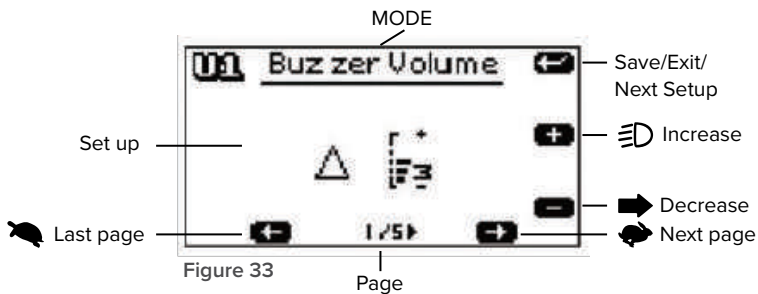 MODE
U1 Buz zer Volume
Save/Exit/
Next Setup
+
Increase
Set up
+
3
-
-
Decrease
Last page
1/5
Next page
Figure 33
Page